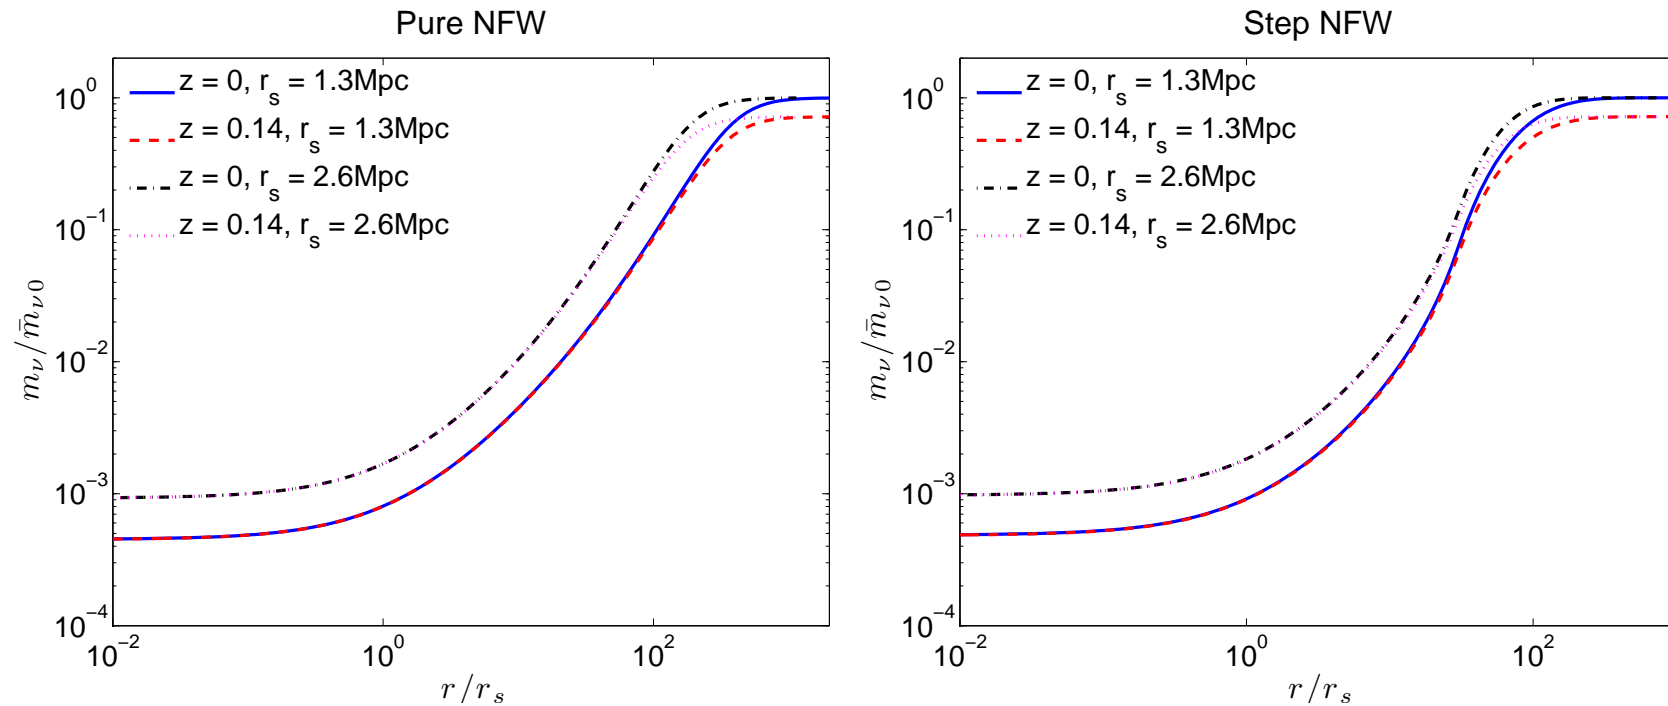 Pure NFW
z = 0, r_s = 1.3Mpc
z = 0.14, r_s = 1.3Mpc
z = 0, r_s = 2.6Mpc
z = 0.14, r_s = 2.6Mpc
10^0
10^−1
10^−2
10^−3
10^−4
m_ν/m̄_ν0
10^−2 10^0 10^2
r/r_s
Step NFW
z = 0, r_s = 1.3Mpc
z = 0.14, r_s = 1.3Mpc
z = 0, r_s = 2.6Mpc
z = 0.14, r_s = 2.6Mpc
10^0
10^−1
10^−2
10^−3
10^−4
m_ν/m̄_ν0
10^−2 10^0 10^2
r/r_s